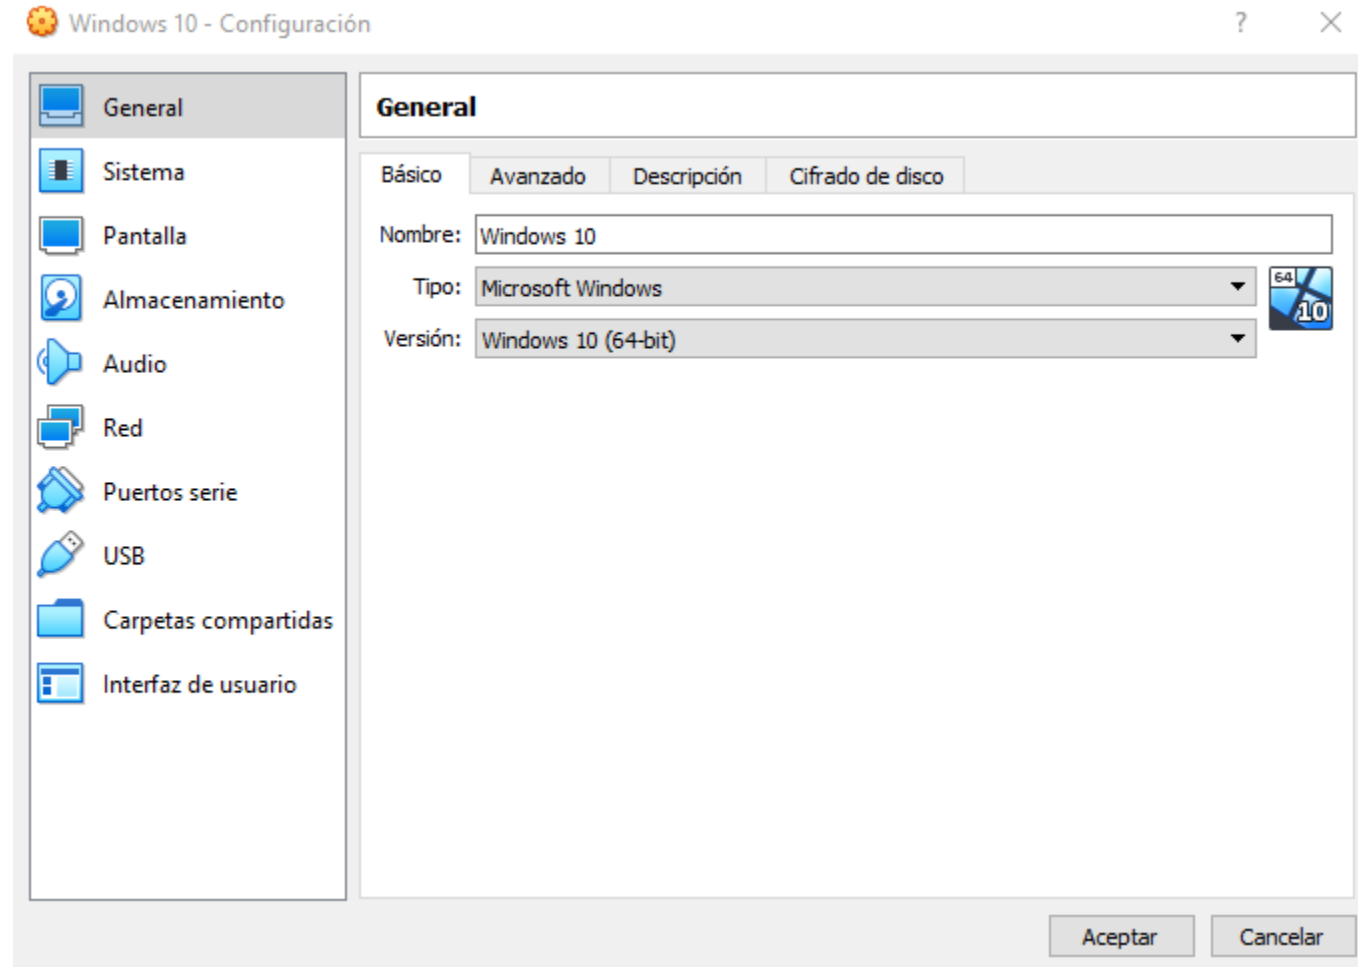 Windows 10 - Configuración
?
General
Sistema
Pantalla
Almacenamiento
Audio
Red
Puertos serie
USB
Carpetas compartidas
Interfaz de usuario
General
Básico Avanzado Descripción Cifrado de disco
Nombre: Windows 10
Tipo: Microsoft Windows
64
10
Versión: Windows 10 (64-bit)
Aceptar Cancelar